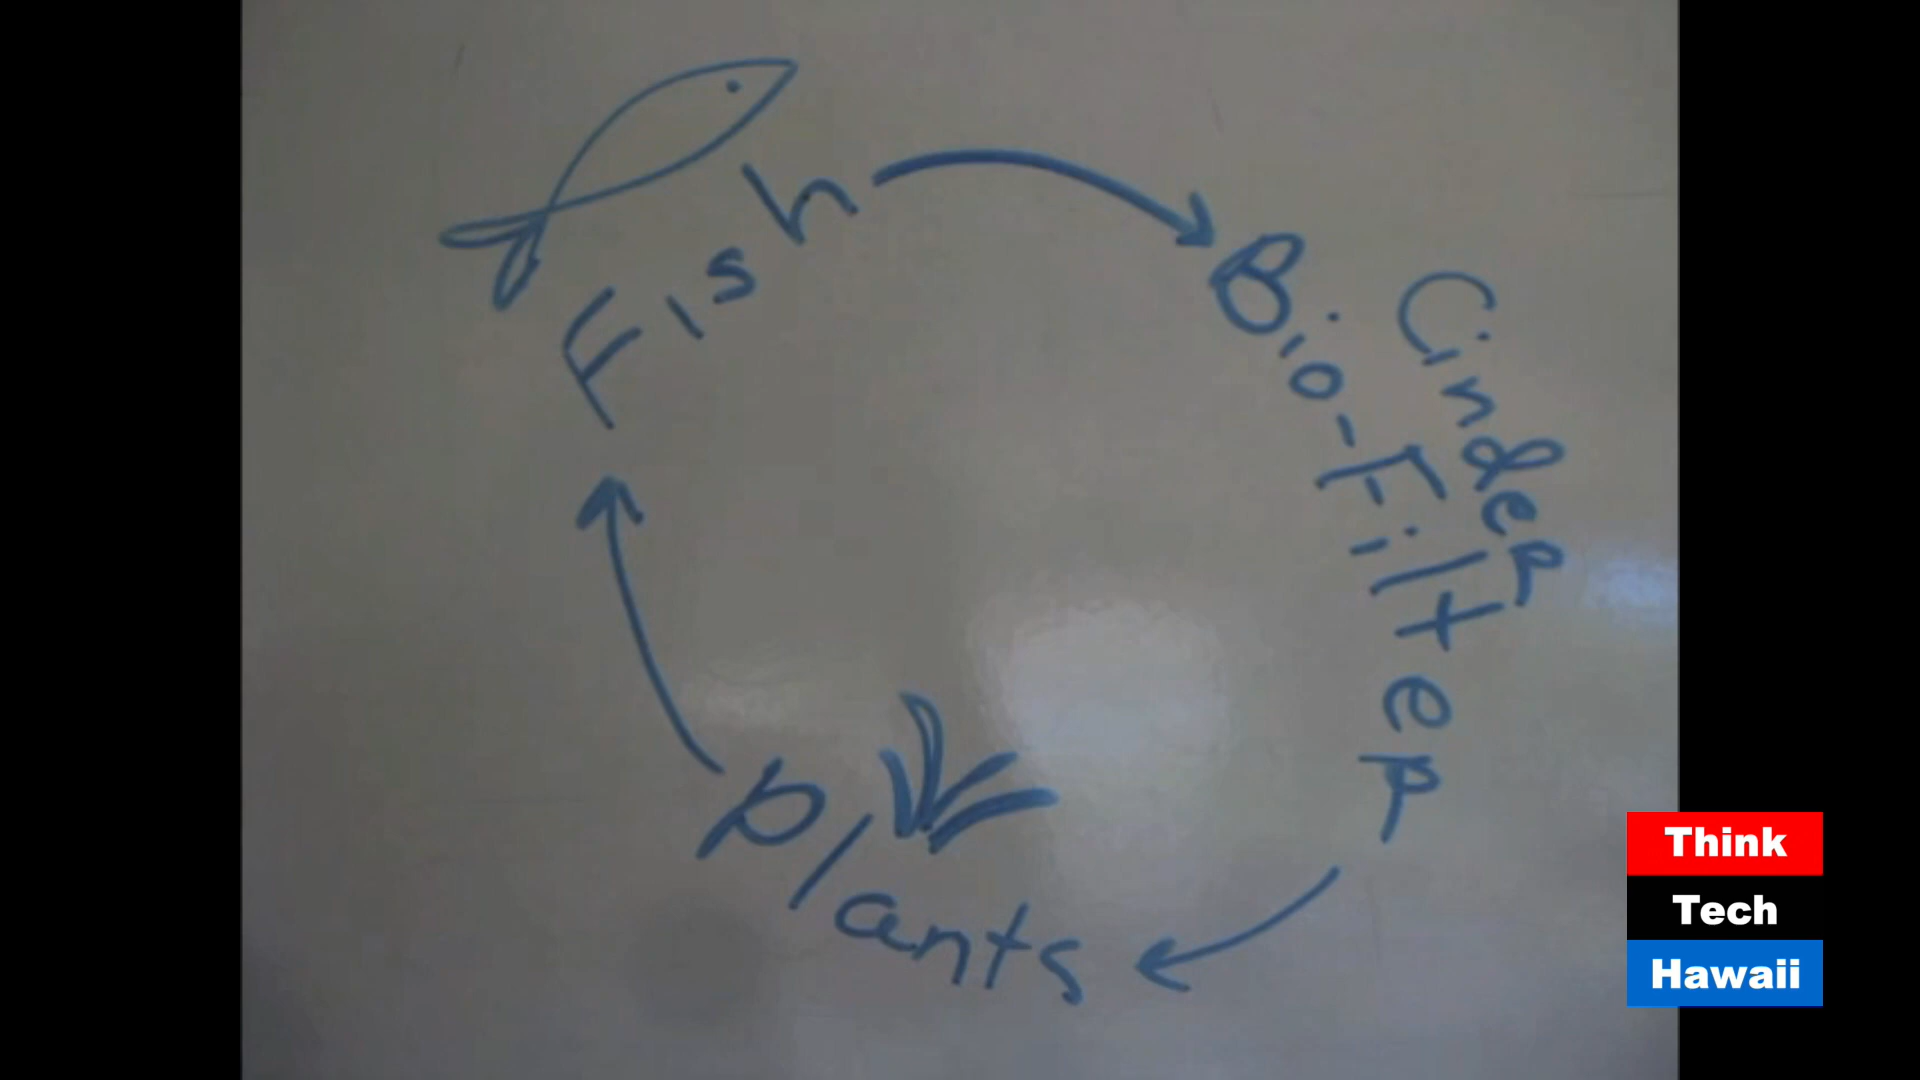 Fish
Bio-Filter
Cinder
Plants
Think
Tech
Hawaii